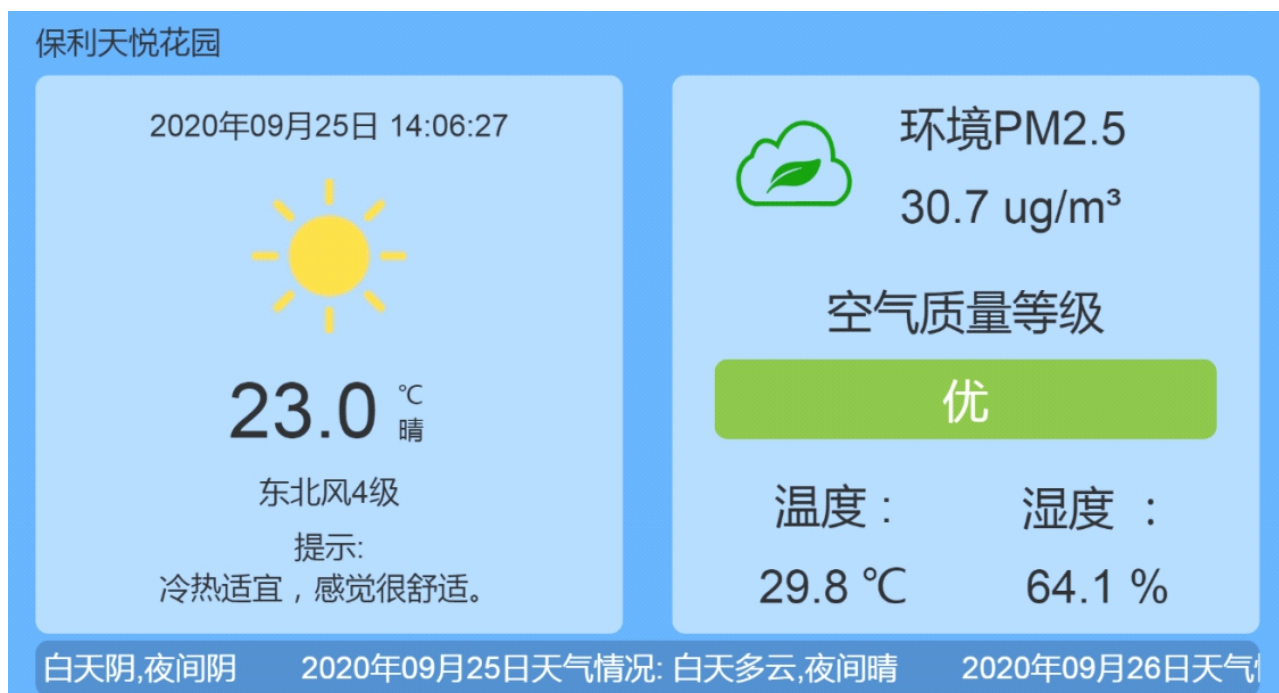 保利天悦花园
2020年09月25日 14:06:27
23.0 ℃
晴
东北风4级
提示:
冷热适宜，感觉很舒适。
环境PM2.5
30.7 ug/m³
空气质量等级
优
温度： 湿度 ：
29.8 ℃ 64.1 %
白天阴,夜间阴 2020年09月25日天气情况: 白天多云,夜间晴 2020年09月26日天气